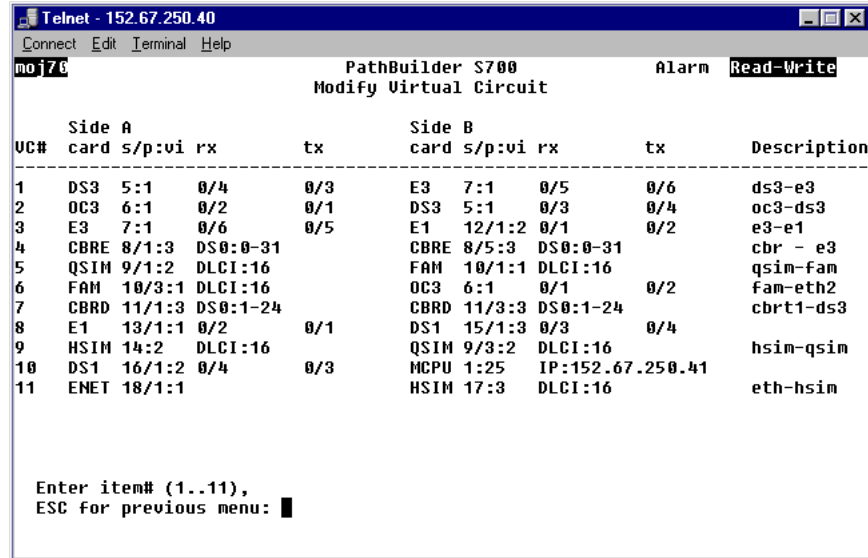 Telnet - 152.67.250.40
Connect Edit Terminal Help
moj70 PathBuilder S700 Alarm Read-Write
Modify Virtual Circuit
Side A Side B
VC# card s/p:vi rx tx card s/p:vi rx tx Description
1 DS3 5:1 0/4 0/3 E3 7:1 0/5 0/6 ds3-e3
2 OC3 6:1 0/2 0/1 DS3 5:1 0/3 0/4 oc3-ds3
3 E3 7:1 0/6 0/5 E1 12/1:2 0/1 0/2 e3-e1
4 CBRE 8/1:3 DS0:0-31 CBRE 8/5:3 DS0:0-31 cbr - e3
5 QSIM 9/1:2 DLCI:16 FAM 10/1:1 DLCI:16 qsim-fam
6 FAM 10/3:1 DLCI:16 OC3 6:1 0/1 0/2 fam-eth2
7 CBRD 11/1:3 DS0:1-24 CBRD 11/3:3 DS0:1-24 cbrt1-ds3
8 E1 13/1:1 0/2 0/1 DS1 15/1:3 0/3 0/4
9 HSIM 14:2 DLCI:16 QSIM 9/3:2 DLCI:16 hsim-qsim
10 DS1 16/1:2 0/4 0/3 MCPU 1:25 IP:152.67.250.41
11 ENET 18/1:1 HSIM 17:3 DLCI:16 eth-hsim
Enter item# (1..11),
ESC for previous menu: